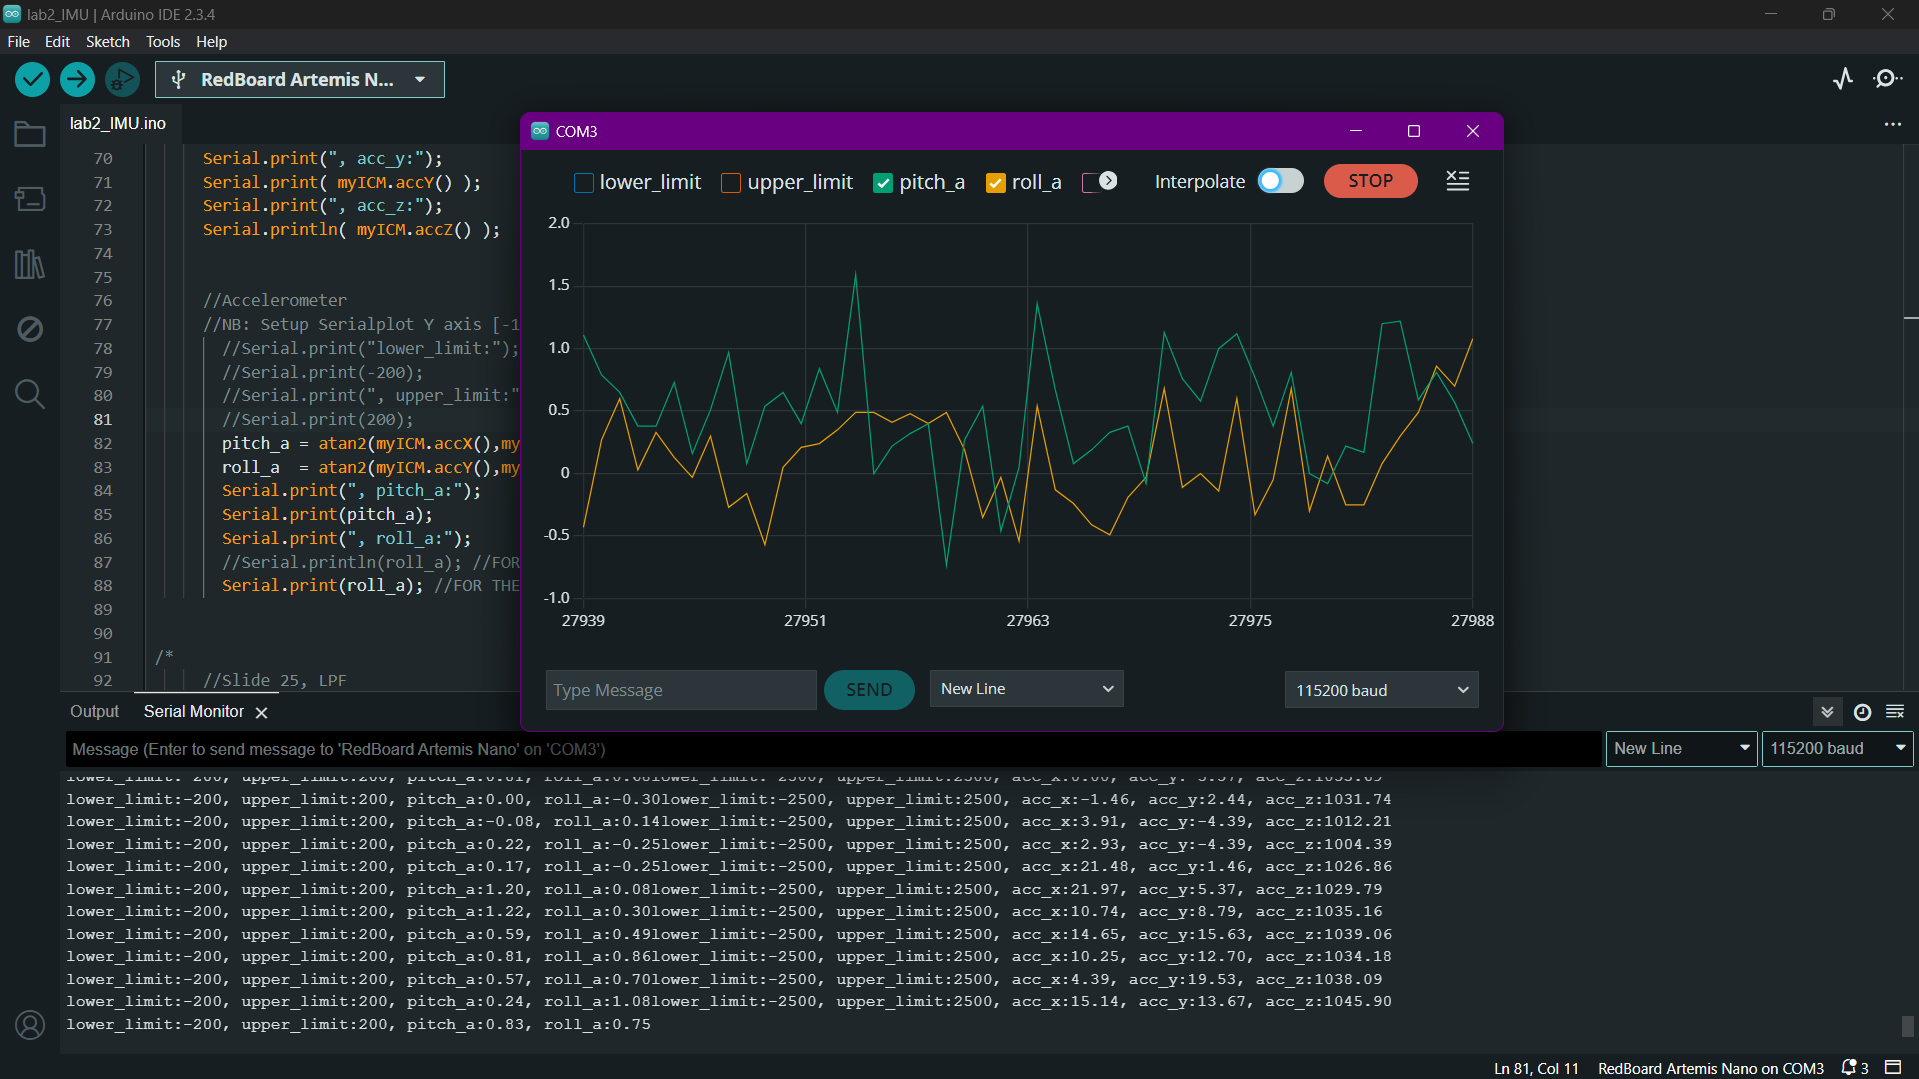 lab2_IMU | Arduino IDE 2.3.4
File Edit Sketch Tools Help
RedBoard Artemis N...
lab2_IMU.ino
70 Serial.print(", acc_y:");
71 Serial.print( myICM.accY() );
72 Serial.print(", acc_z:");
73 Serial.println( myICM.accZ() );
74
75
76 //Accelerometer
77 //NB: Setup Serialplot Y axis [-1
78 //Serial.print("lower_limit:");
79 //Serial.print(-200);
80 //Serial.print(", upper_limit:"
81 //Serial.print(200);
82 pitch_a = atan2(myICM.accX(),my
83 roll_a = atan2(myICM.accY(),my
84 Serial.print(", pitch_a:");
85 Serial.print(pitch_a);
86 Serial.print(", roll_a:");
87 //Serial.println(roll_a); //FOR
88 Serial.print(roll_a); //FOR THE
89
90
91 /*
92 //Slide 25, LPF
COM3
lower_limit upper_limit pitch_a roll_a Interpolate STOP
2.0
1.5
1.0
0.5
0
-0.5
-1.0
27939 27951 27963 27975 27988
Type Message SEND New Line 115200 baud
Output Serial Monitor
Message (Enter to send message to 'RedBoard Artemis Nano' on 'COM3') New Line 115200 baud
lower_limit:-200, upper_limit:200, pitch_a:0.00, roll_a:-0.30lower_limit:-2500, upper_limit:2500, acc_x:-1.46, acc_y:2.44, acc_z:1031.74
lower_limit:-200, upper_limit:200, pitch_a:-0.08, roll_a:0.14lower_limit:-2500, upper_limit:2500, acc_x:3.91, acc_y:-4.39, acc_z:1012.21
lower_limit:-200, upper_limit:200, pitch_a:0.22, roll_a:-0.25lower_limit:-2500, upper_limit:2500, acc_x:2.93, acc_y:-4.39, acc_z:1004.39
lower_limit:-200, upper_limit:200, pitch_a:0.17, roll_a:-0.25lower_limit:-2500, upper_limit:2500, acc_x:21.48, acc_y:1.46, acc_z:1026.86
lower_limit:-200, upper_limit:200, pitch_a:1.20, roll_a:0.08lower_limit:-2500, upper_limit:2500, acc_x:21.97, acc_y:5.37, acc_z:1029.79
lower_limit:-200, upper_limit:200, pitch_a:1.22, roll_a:0.30lower_limit:-2500, upper_limit:2500, acc_x:10.74, acc_y:8.79, acc_z:1035.16
lower_limit:-200, upper_limit:200, pitch_a:0.59, roll_a:0.49lower_limit:-2500, upper_limit:2500, acc_x:14.65, acc_y:15.63, acc_z:1039.06
lower_limit:-200, upper_limit:200, pitch_a:0.81, roll_a:0.86lower_limit:-2500, upper_limit:2500, acc_x:10.25, acc_y:12.70, acc_z:1034.18
lower_limit:-200, upper_limit:200, pitch_a:0.57, roll_a:0.70lower_limit:-2500, upper_limit:2500, acc_x:4.39, acc_y:19.53, acc_z:1038.09
lower_limit:-200, upper_limit:200, pitch_a:0.24, roll_a:1.08lower_limit:-2500, upper_limit:2500, acc_x:15.14, acc_y:13.67, acc_z:1045.90
lower_limit:-200, upper_limit:200, pitch_a:0.83, roll_a:0.75
Ln 81, Col 11 RedBoard Artemis Nano on COM3 3